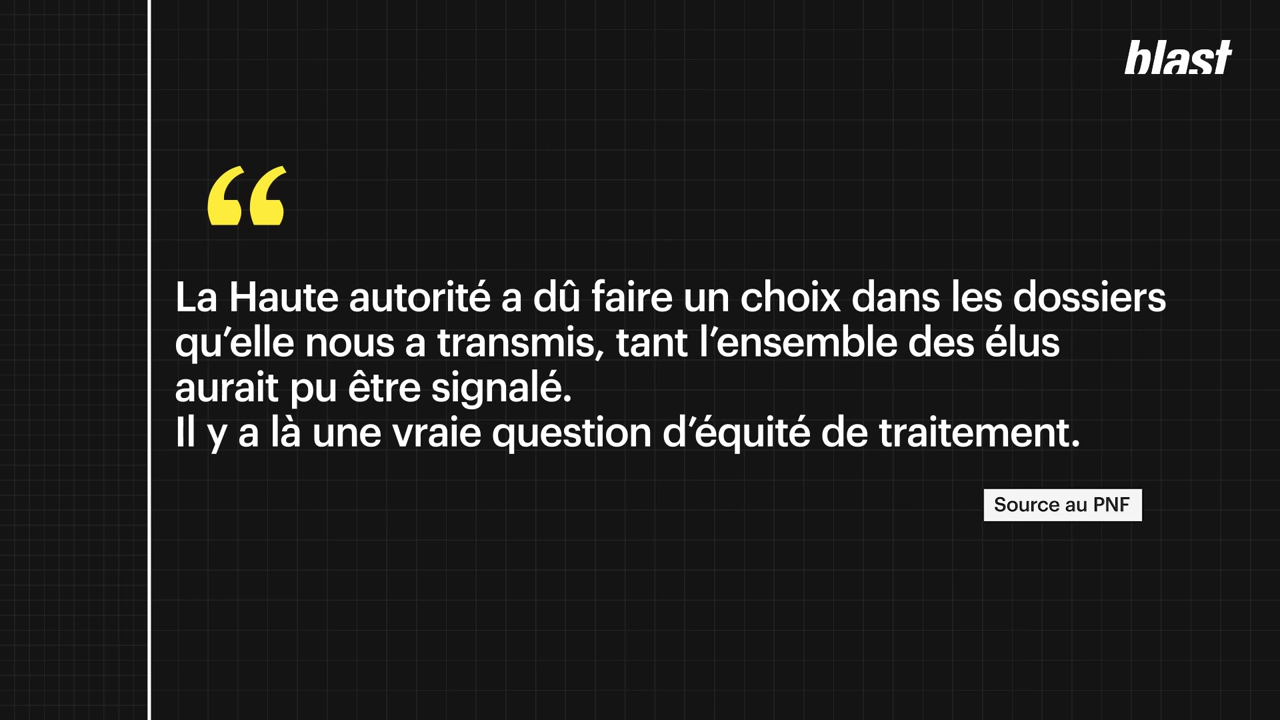 blast
“
La Haute autorité a dû faire un choix dans les dossiers
qu’elle nous a transmis, tant l’ensemble des élus
aurait pu être signalé.
Il y a là une vraie question d’équité de traitement.
Source au PNF